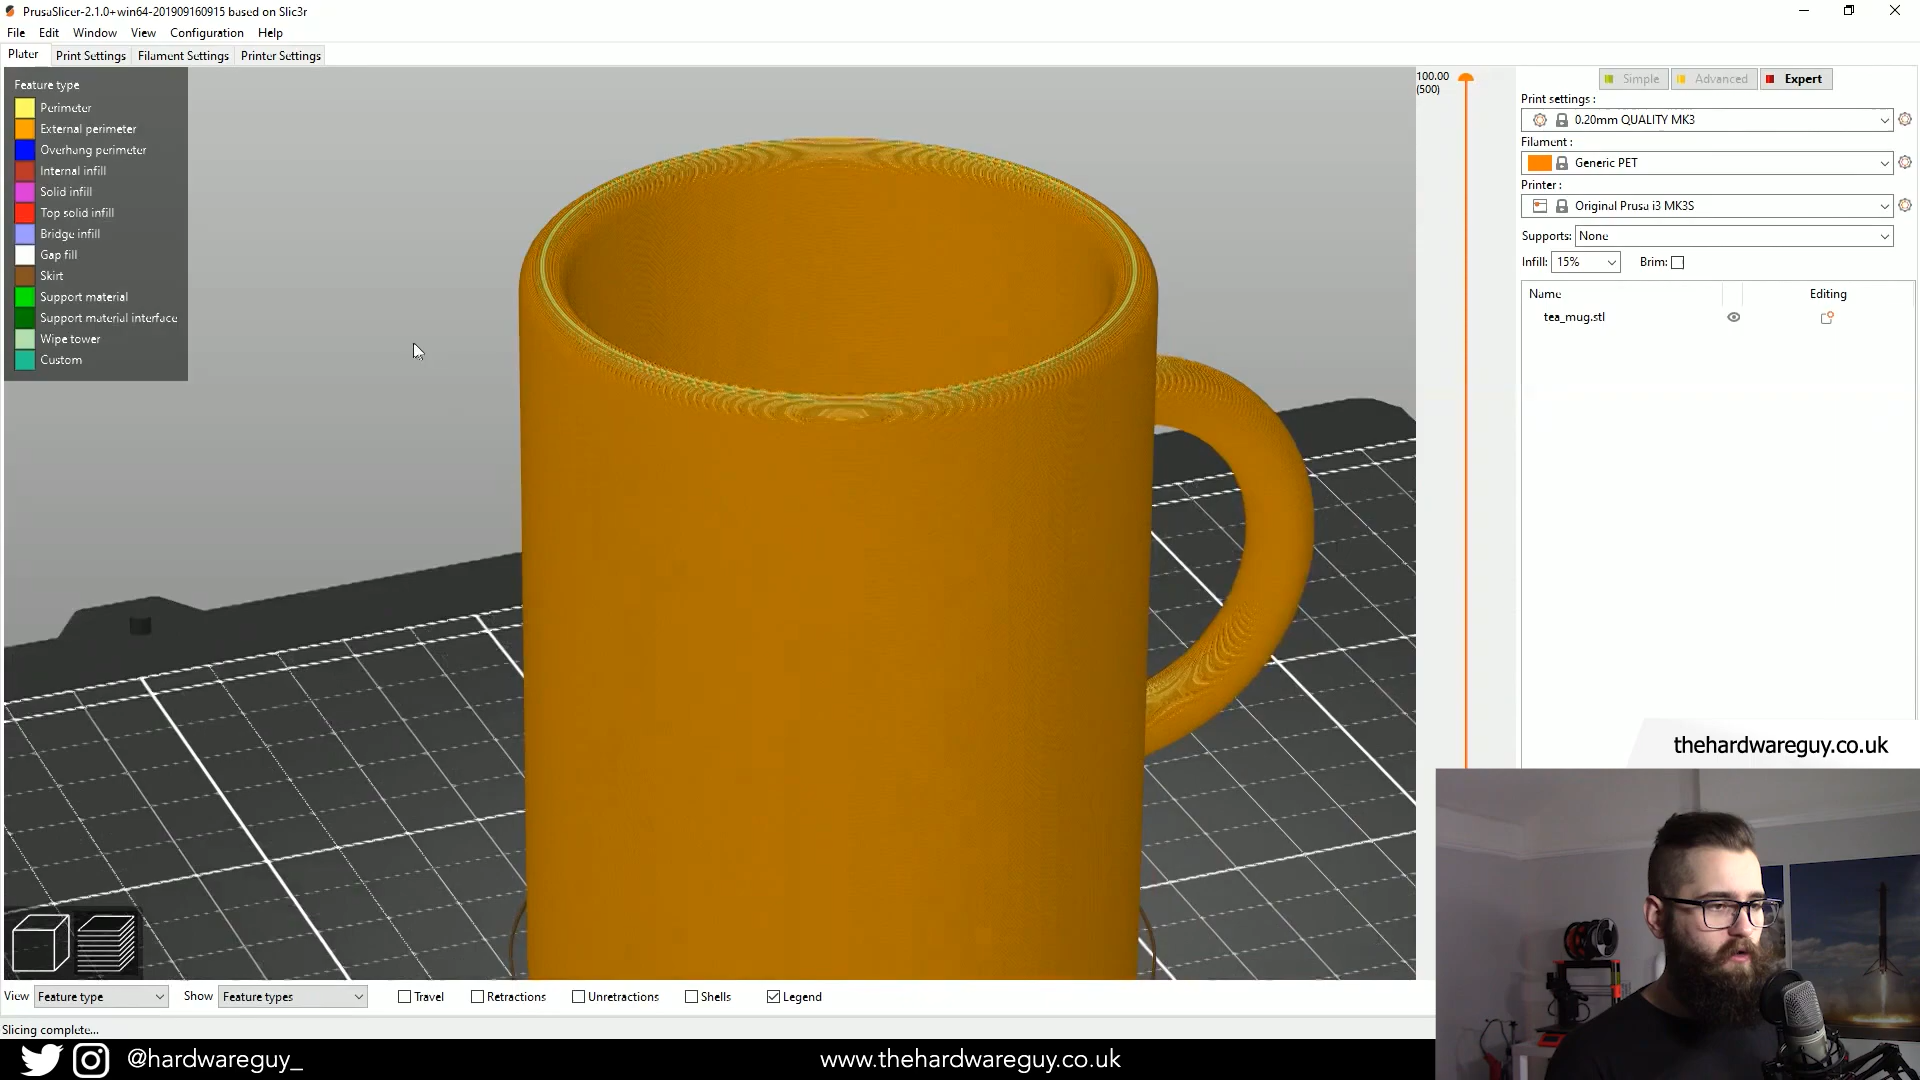 PrusaSlicer-2.1.0+win64-201909160915 based on Slic3r
File Edit Window View Configuration Help
Plater Print Settings Filament Settings Printer Settings
Feature type
Perimeter
External perimeter
Overhang perimeter
Internal infill
Solid infill
Top solid infill
Bridge infill
Gap fill
Skirt
Support material
Support material interface
Wipe tower
Custom
100.00
(500)
Simple Advanced Expert
Print settings :
0.20mm QUALITY MK3
Filament :
Generic PET
Printer :
Original Prusa i3 MK3S
Supports: None
Infill: 15% Brim:
Name Editing
tea_mug.stl
thehardwareguy.co.uk
View Feature type Show Feature types Travel Retractions Unretractions Shells Legend
Slicing complete...
@hardwareguy_ www.thehardwareguy.co.uk